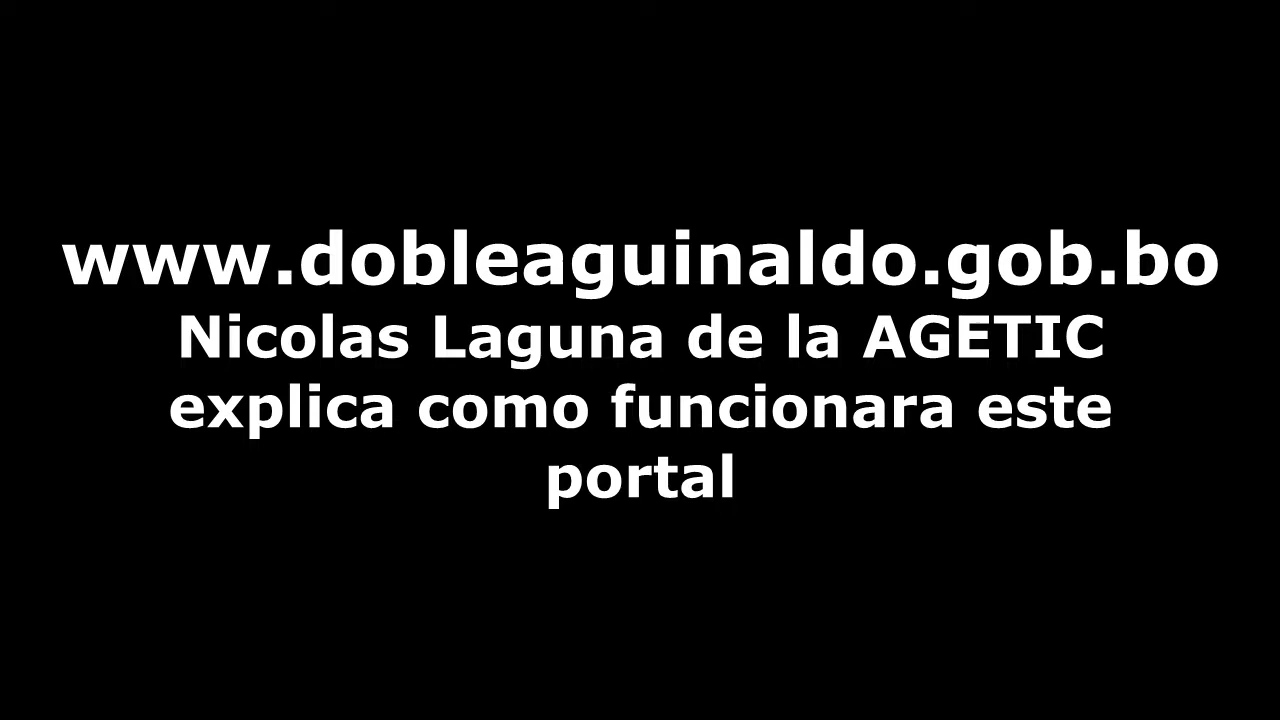 www.dobleaguinaldo.gob.bo
Nicolas Laguna de la AGETIC
explica como funcionara este
portal